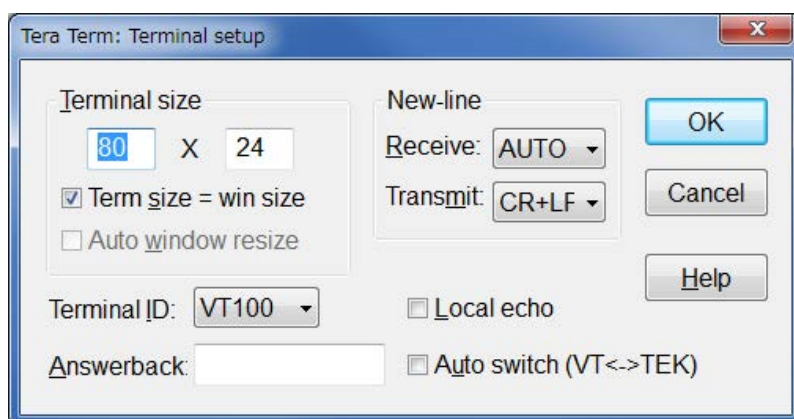 Tera Term: Terminal setup
x
Terminal size
80 X 24
Term size = win size
Auto window resize
New-line
Receive: AUTO
Transmit: CR+LF
OK
Cancel
Help
Terminal ID: VT100
Local echo
Answerback:
Auto switch (VT<->TEK)